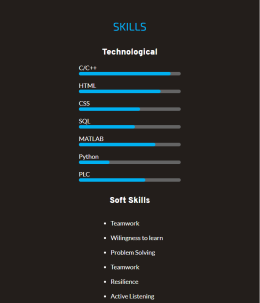 SKILLS
Technological
C/C++
HTML
CSS
SQL
MATLAB
Python
PLC
Soft Skills
• Teamwork
• Wilingness to learn
• Problem Solving
• Teamwork
• Resilience
• Active Listening